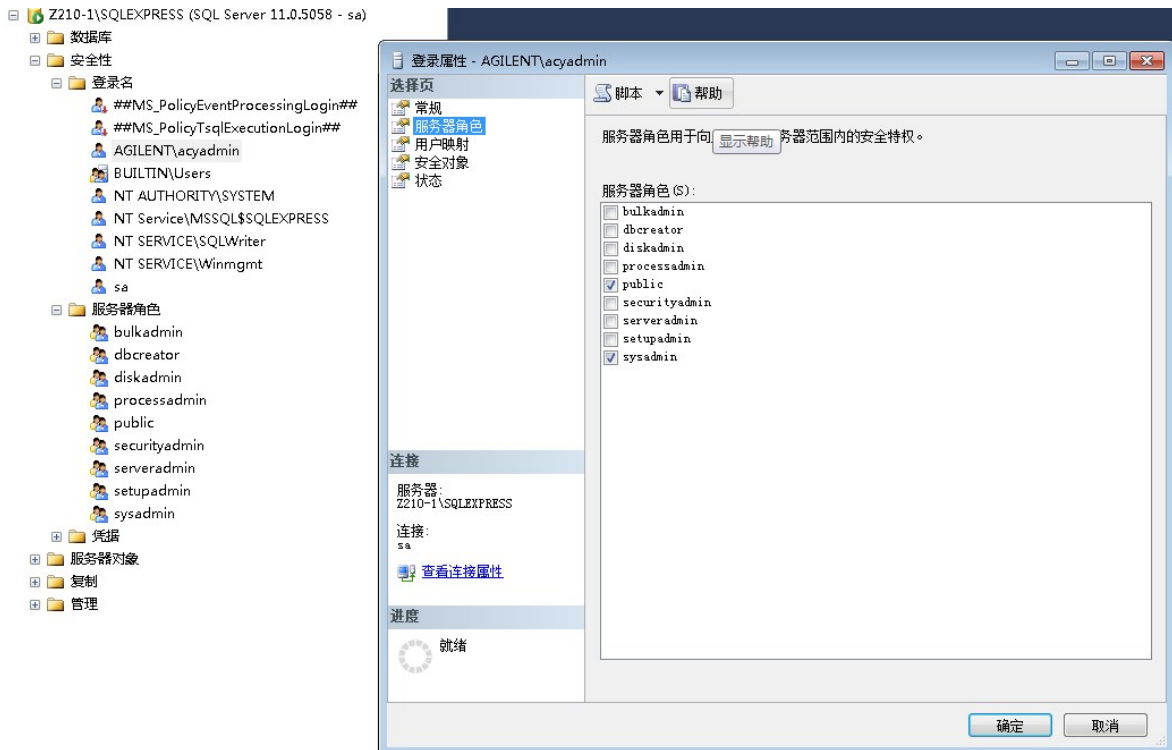 Z210-1\SQLEXPRESS (SQL Server 11.0.5058 - sa)
数据库
安全性
登录名
##MS_PolicyEventProcessingLogin##
##MS_PolicyTsqlExecutionLogin##
AGILENT\acyadmin
BUILTIN\Users
NT AUTHORITY\SYSTEM
NT Service\MSSQL$SQLEXPRESS
NT SERVICE\SQLWriter
NT SERVICE\Winmgmt
sa
服务器角色
bulkadmin
dbcreator
diskadmin
processadmin
public
securityadmin
serveradmin
setupadmin
sysadmin
凭据
服务器对象
复制
管理
登录属性 - AGILENT\acyadmin
选择页
常规
服务器角色
用户映射
安全对象
状态
连接
服务器:
Z210-1\SQLEXPRESS
连接:
sa
查看连接属性
进度
就绪
脚本
帮助
服务器角色用于向 务器范围内的安全特权。
显示帮助
服务器角色(S):
bulkadmin
dbcreator
diskadmin
processadmin
public
securityadmin
serveradmin
setupadmin
sysadmin
确定
取消